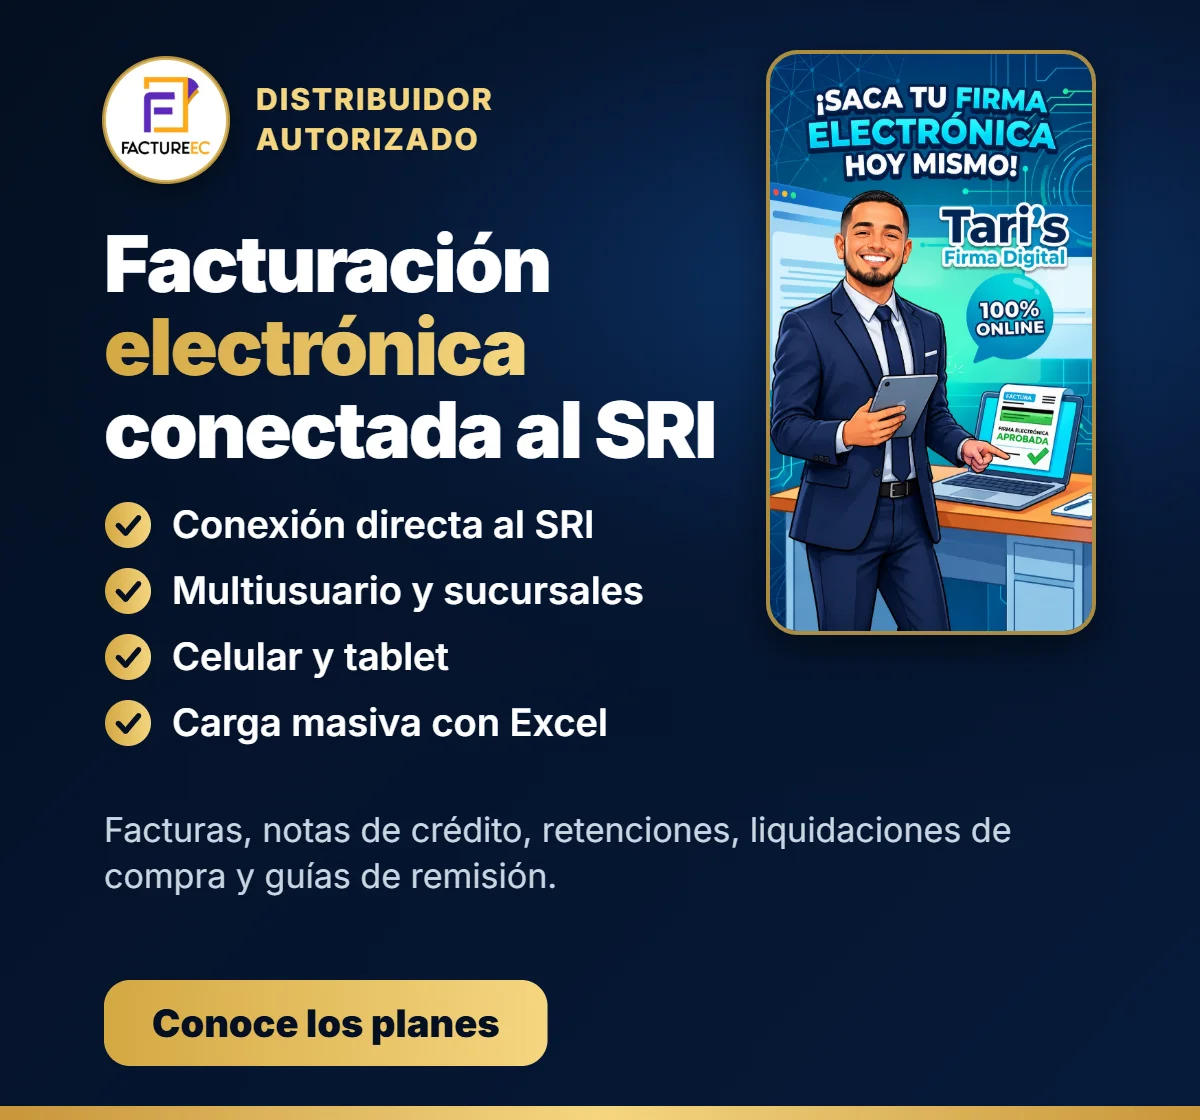 FACTUREEC
DISTRIBUIDOR
AUTORIZADO
Facturación
electrónica
conectada al SRI
Conexión directa al SRI
Multiusuario y sucursales
Celular y tablet
Carga masiva con Excel
¡SACA TU FIRMA
ELECTRÓNICA
HOY MISMO!
Tari's
Firma Digital
100%
ONLINE
FACTURA
FIRMA ELECTRÓNICA
APROBADA
Facturas, notas de crédito, retenciones, liquidaciones de
compra y guías de remisión.
Conoce los planes